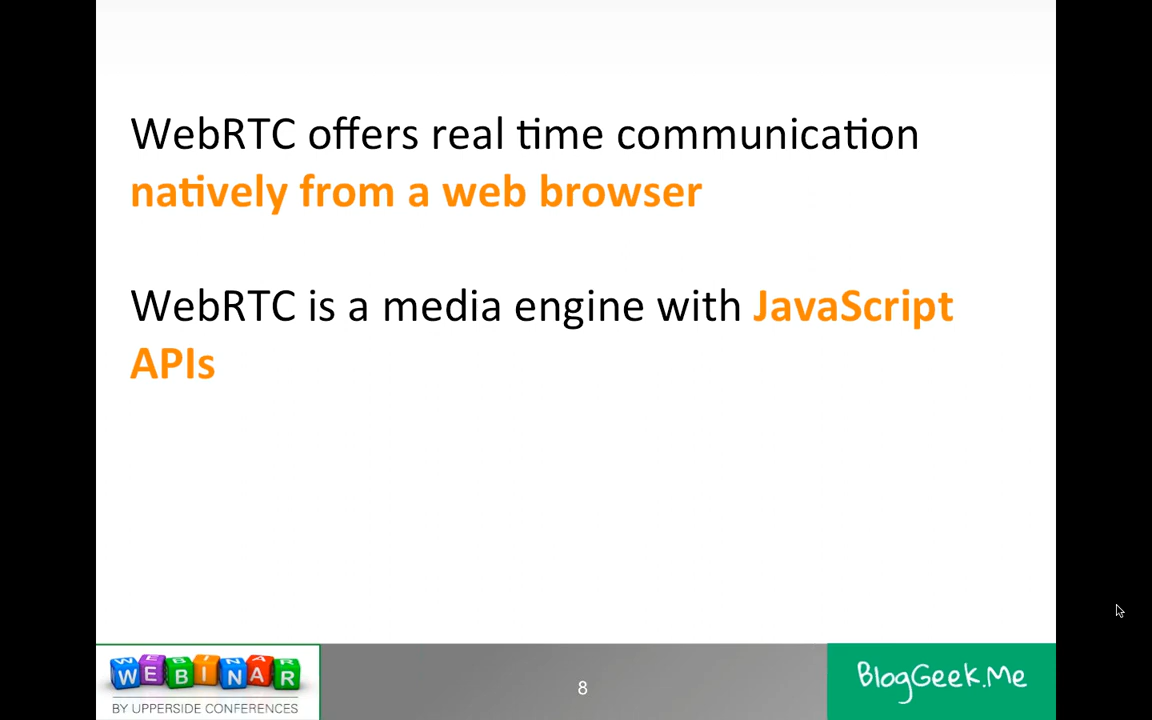 WebRTC offers real time communication
natively from a web browser
WebRTC is a media engine with JavaScript
APIs
WEBINAR
BY UPPERSIDE CONFERENCES
8
BlogGeek.Me